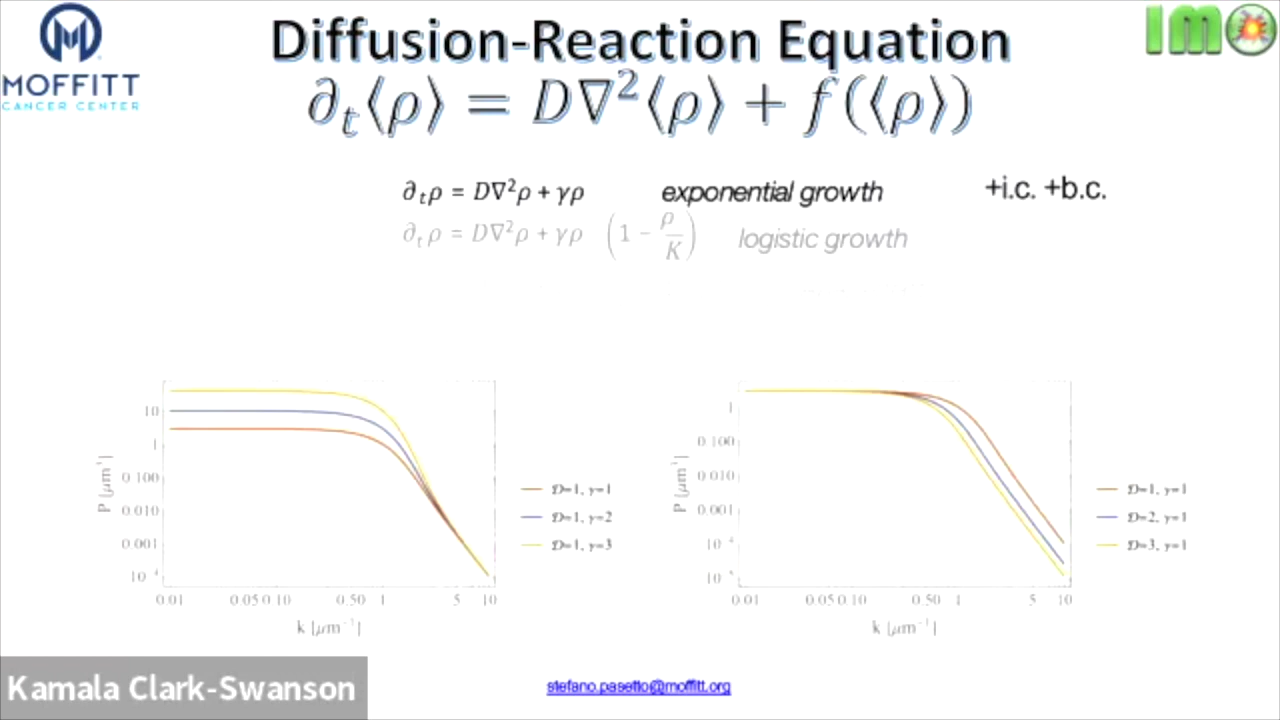 MOFFITT
CANCER CENTER
IMO
Diffusion-Reaction Equation
∂ₜ⟨ρ⟩ = D∇²⟨ρ⟩ + f(⟨ρ⟩)
∂ₜρ = D∇²ρ + γρ exponential growth +i.c. +b.c.
∂ₜρ = D∇²ρ + γρ (1 − ρ/K) logistic growth
P [μm⁻¹]
10
1
0.100
0.010
0.001
10⁻⁴
0.01 0.05 0.10 0.50 1 5 10
k [μm⁻¹]
D=1, γ=1
D=1, γ=2
D=1, γ=3
P [μm⁻¹]
1
0.100
0.010
0.001
10⁻⁴
10⁻⁵
0.01 0.05 0.10 0.50 1 5 10
k [μm⁻¹]
D=1, γ=1
D=2, γ=1
D=3, γ=1
Kamala Clark-Swanson
stefano.pasetto@moffitt.org